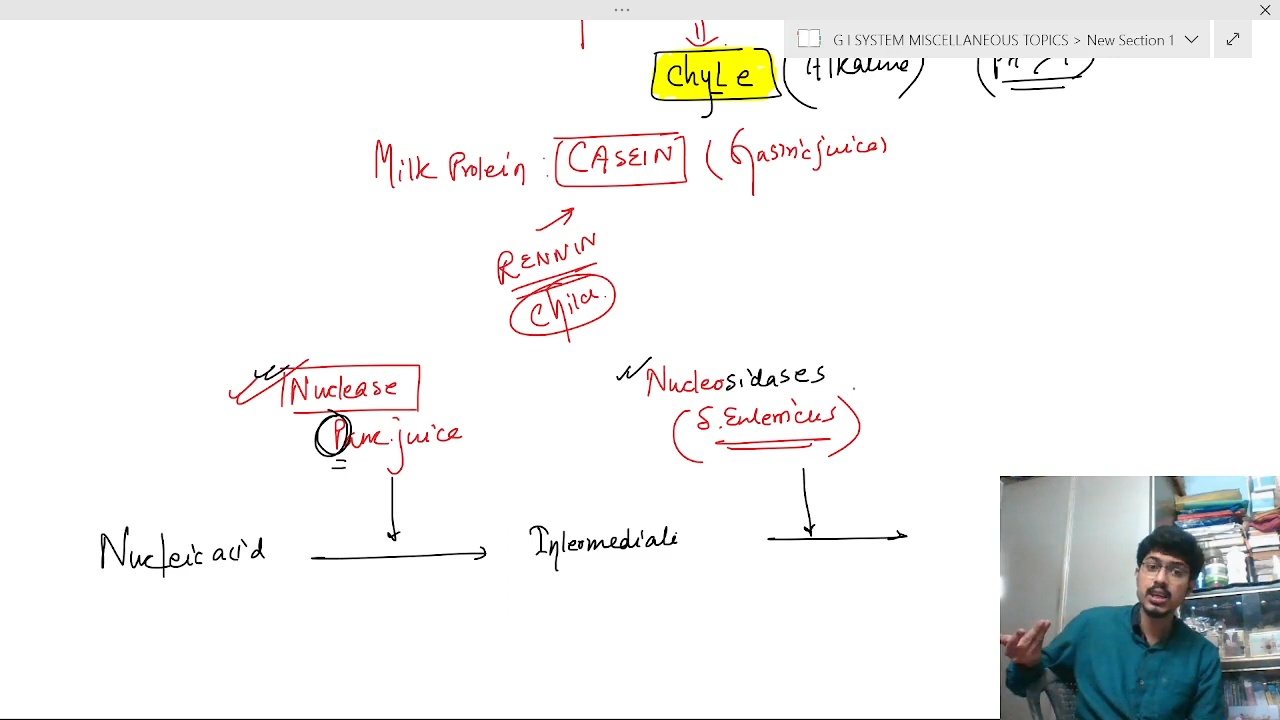 G I SYSTEM MISCELLANEOUS TOPICS > New Section 1
ChyLe (Alkaline)
Milk Protein : CASEIN (Gastric juice)
RENNIN
Child.
Nuclease
Panc. juice
Nucleosidases
(S. Entericus)
Nucleic acid
Intermediate